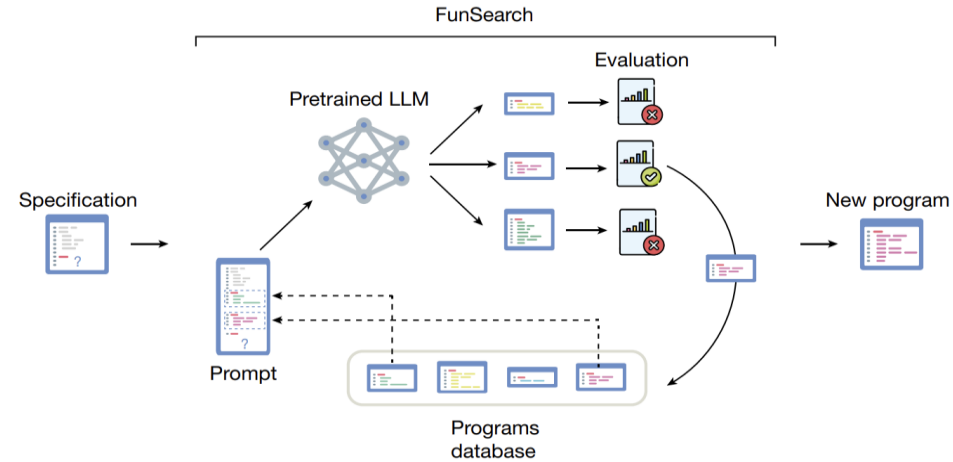 FunSearch
Evaluation
Pretrained LLM
Specification
?
New program
?
Prompt
Programs
database